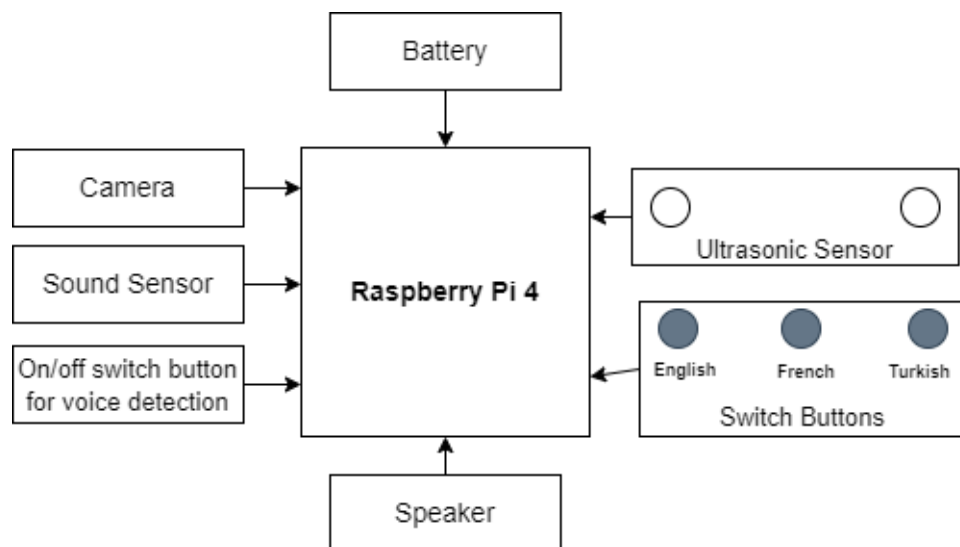 Battery
Camera
Sound Sensor
On/off switch button
for voice detection
Raspberry Pi 4
Ultrasonic Sensor
English French Turkish
Switch Buttons
Speaker